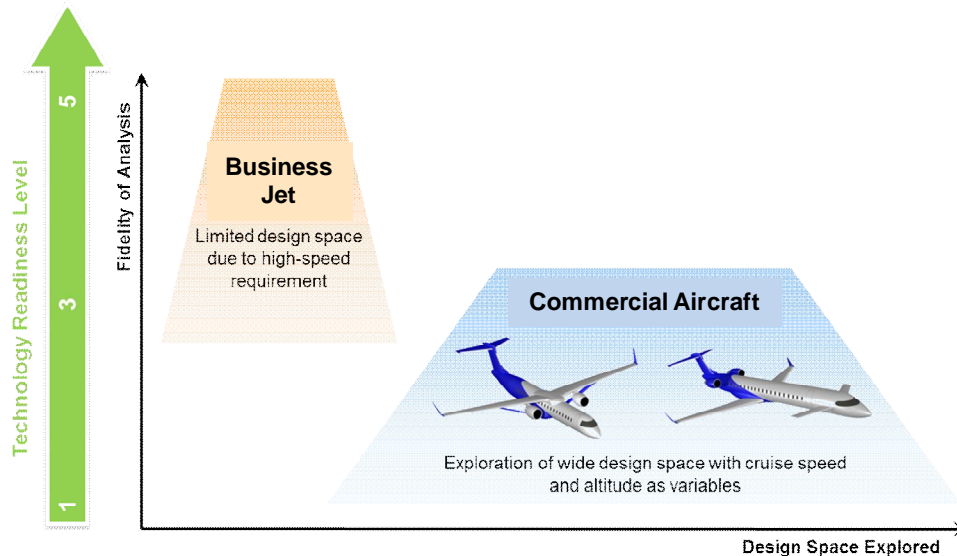 Technology Readiness Level
5
3
1
Fidelity of Analysis
Business
Jet
Limited design space
due to high-speed
requirement
Commercial Aircraft
Exploration of wide design space with cruise speed
and altitude as variables
Design Space Explored